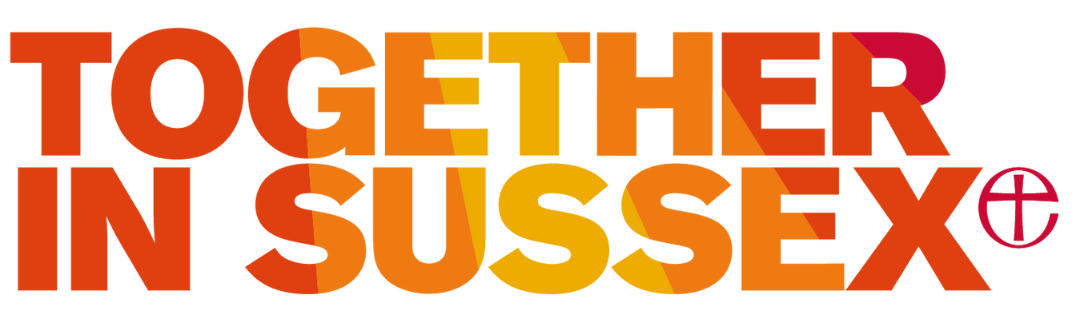 TOGETHER
IN SUSSEX